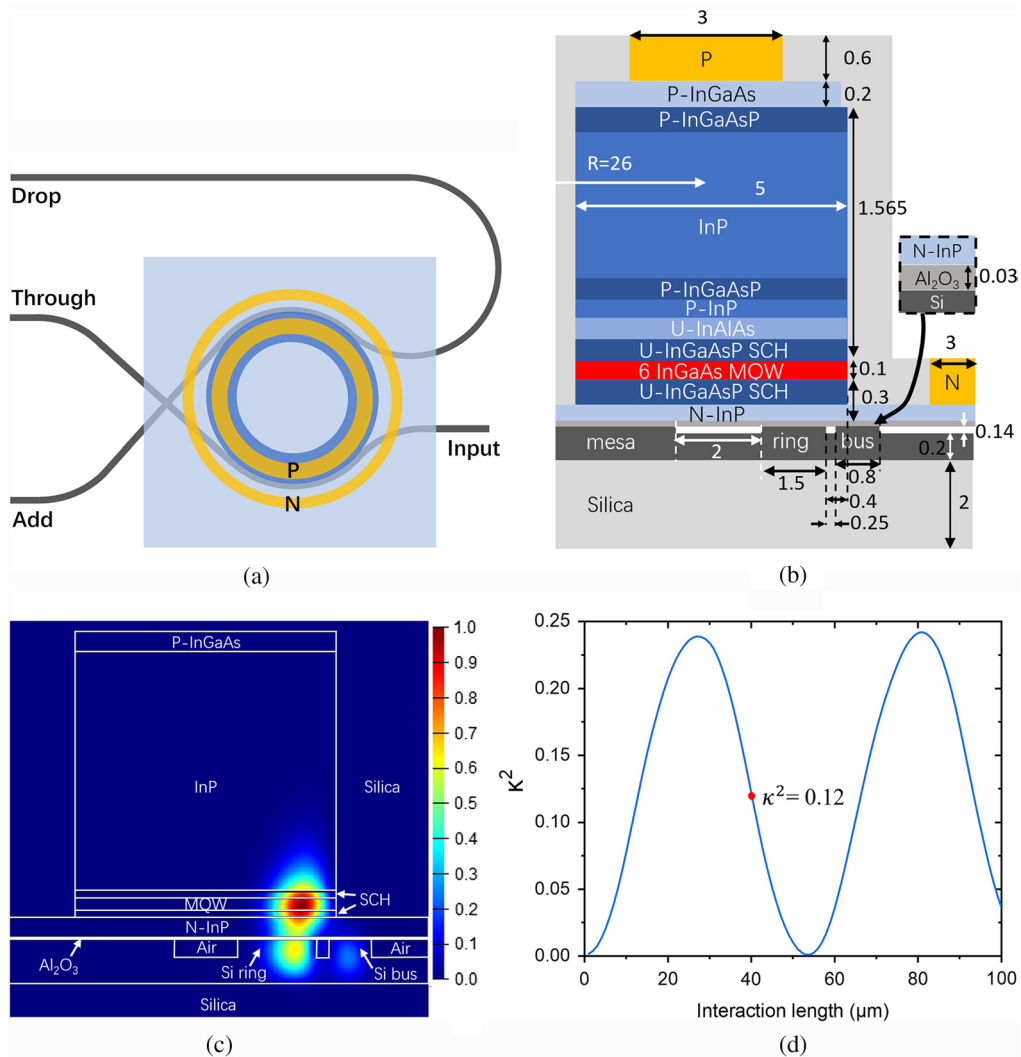 Drop
Through
Add
Input
P
N
(a)
3
P
0.6
P-InGaAs
0.2
P-InGaAsP
R=26
5
1.565
InP
N-InP
Al₂O₃
0.03
Si
P-InGaAsP
P-InP
U-InAlAs
U-InGaAsP SCH
3
6 InGaAs MQW
0.1
N
U-InGaAsP SCH
0.3
N-InP
0.14
mesa
ring
bus
2
0.2
1.5
0.8
Silica
0.4
2
0.25
(b)
P-InGaAs
InP
Silica
SCH
MQW
N-InP
Air
Air
Al₂O₃
Si ring
Si bus
Silica
1.0
0.9
0.8
0.7
0.6
0.5
0.4
0.3
0.2
0.1
0.0
(c)
0.25
0.20
0.15
0.10
0.05
0.00
K²
κ²= 0.12
0 20 40 60 80 100
Interaction length (μm)
(d)